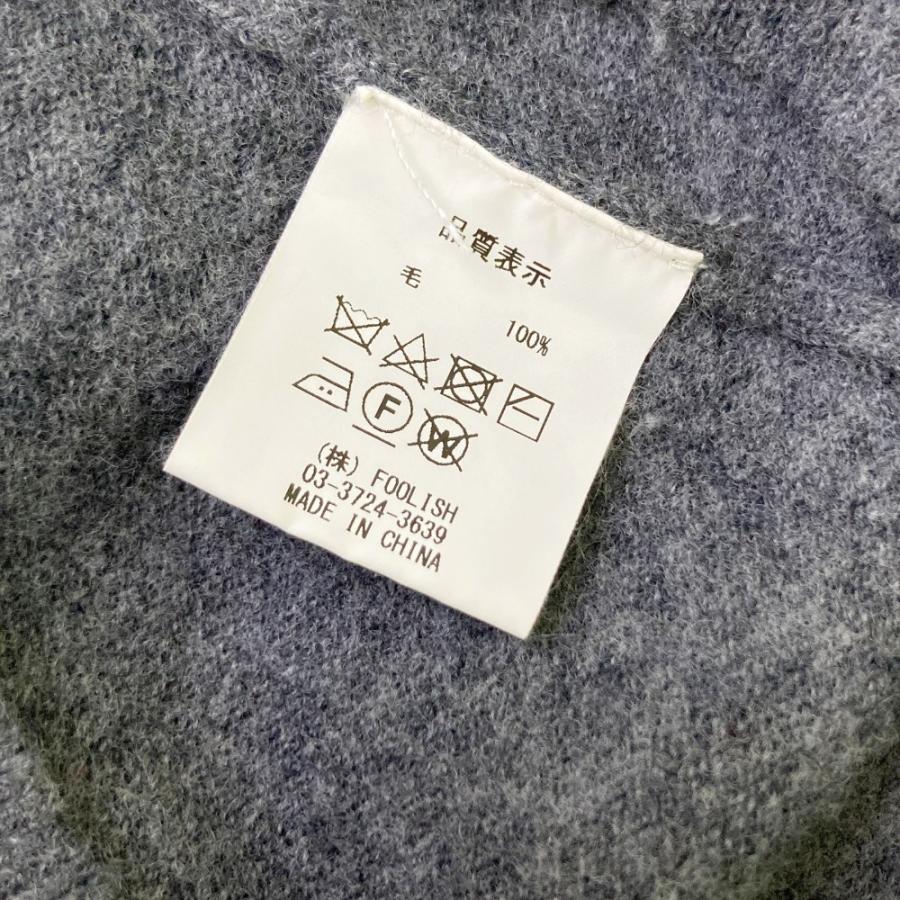 品質表示
毛 100%
F W
(株) FOOLISH
03-3724-3639
MADE IN CHINA